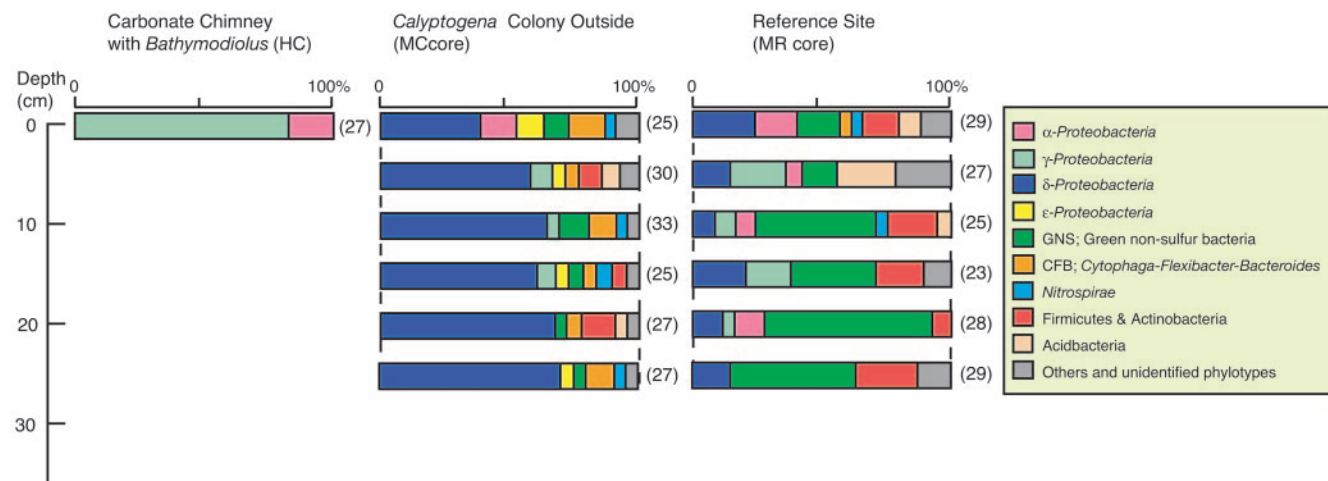 Carbonate Chimney
with Bathymodiolus (HC)
Calyptogena Colony Outside
(MCcore)
Reference Site
(MR core)
Depth
(cm)
0 100%
0 100%
0 100%
0 (27) (25) (29)
(30) (27)
10 (33) (25)
(25) (23)
20 (27) (28)
(27) (29)
30
α-Proteobacteria
γ-Proteobacteria
δ-Proteobacteria
ε-Proteobacteria
GNS; Green non-sulfur bacteria
CFB; Cytophaga-Flexibacter-Bacteroides
Nitrospirae
Firmicutes & Actinobacteria
Acidbacteria
Others and unidentified phylotypes